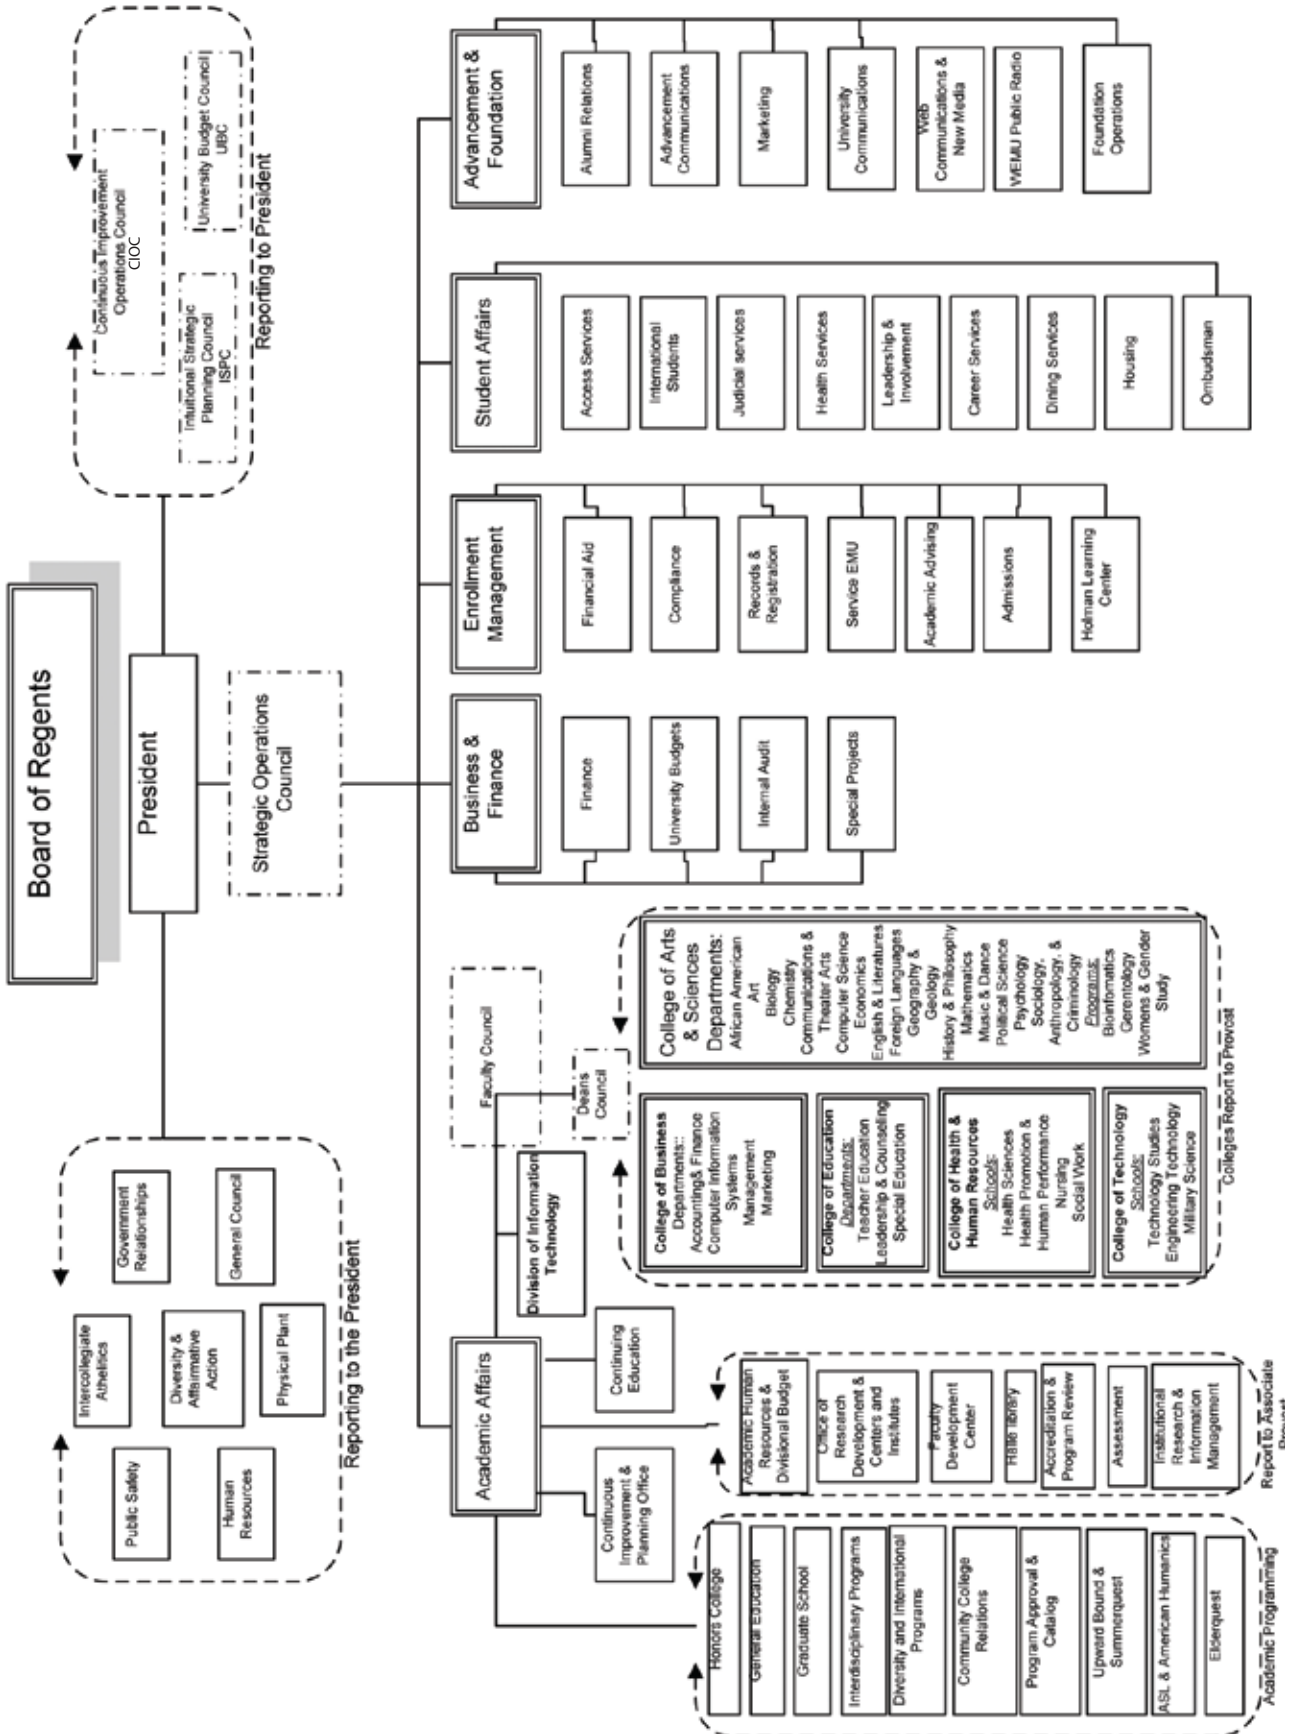 Board of Regents
President
Strategic Operations
Council
Public Safety
Human
Resources
Intercollegiate
Athelitics
Diversity &
Affairmative
Action
Physical Plant
Government
Relationships
General Council
Reporting to the President
Continuous Improvement
Operations Council
CIOC
Intuitional Strategic
Planning Council
ISPC
University Budget Council
UBC
Reporting to President
Academic Affairs
Business &
Finance
Enrollment
Management
Student Affairs
Advancement &
Foundation
Faculty Council
Deans
Council
Division of Information
Technology
Continuing
Education
Continuous
Improvement &
Planning Office
Honors College
General Education
Graduate School
Interdisciplinary Programs
Diversity and International
Programs
Community College
Relations
Program Approval &
Catalog
Upward Bound &
Summerquest
ASL & American Humanics
Elderquest
Academic Programming
Academic Human
Resources &
Divisional Budget
Office of
Research
Development &
Centers and
Institutes
Faculty
Development
Center
Halle library
Accreditation &
Program Review
Assessment
Institutional
Research &
Information
Management
Report to Associate
Provost
College of Business
Departments::
Accounting& Finance
Computer Information
Systems
Management
Marketing
College of Education
Departments:
Teacher Education
Leadership & Counseling
Special Education
College of Health &
Human Resources
Schools:
Health Sciences
Health Promotion &
Human Performance
Nursing
Social Work
College of Technology
Schools:
Technology Studies
Engineering Technology
Military Science
College of Arts
& Sciences
Departments:
African American
Art
Biology
Chemistry
Communications &
Theater Arts
Computer Science
Economics
English & Literatures
Foreign Languages
Geography &
Geology
History & Philosophy
Mathematics
Music & Dance
Political Science
Psychology
Sociology,
Anthropology, &
Criminology
Programs:
Bioinfomatics
Gerentology
Womens & Gender
Study
Colleges Report to Provost
Finance
University Budgets
Internal Audit
Special Projects
Financial Aid
Compliance
Records &
Registration
Service EMU
Academic Advising
Admissions
Holman Learning
Center
Access Services
International
Students
Judicial services
Health Services
Leadership &
Involvement
Career Services
Dining Services
Housing
Ombudsman
Alumni Relations
Advancement
Communications
Marketing
University
Communications
Web
Communications &
New Media
WEMU Public Radio
Foundation
Operations